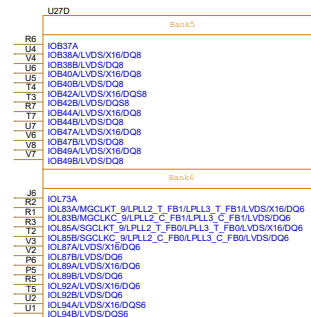 U27D
Bank5
R6 IOB37A
U4 IOB38A/LVDS/X16/DQ8
V4 IOB38B/LVDS/DQ8
U6 IOB40A/LVDS/X16/DQ8
U5 IOB40B/LVDS/DQ8
T4 IOB42A/LVDS/X16/DQS8
T3 IOB42B/LVDS/DQS8
R7 IOB44A/LVDS/X16/DQ8
T7 IOB44B/LVDS/DQ8
U7 IOB47A/LVDS/X16/DQ8
V6 IOB47B/LVDS/DQ8
V8 IOB49A/LVDS/X16/DQ8
V7 IOB49B/LVDS/DQ8
Bank6
J6 IOL73A
R2 IOL83A/MGCLKT_9/LPLL2_T_FB1/LPLL3_T_FB1/LVDS/X16/DQ6
R1 IOL83B/MGCLKC_9/LPLL2_C_FB1/LPLL3_C_FB1/LVDS/DQ6
R3 IOL85A/SGCLKT_9/LPLL2_T_FB0/LPLL3_T_FB0/LVDS/X16/DQ6
T2 IOL85B/SGCLKC_9/LPLL2_C_FB0/LPLL3_C_FB0/LVDS/DQ6
V3 IOL87A/LVDS/X16/DQ6
V2 IOL87B/LVDS/DQ6
P6 IOL89A/LVDS/X16/DQ6
P5 IOL89B/LVDS/DQ6
R5 IOL92A/LVDS/X16/DQ6
T5 IOL92B/LVDS/DQ6
U2 IOL94A/LVDS/X16/DQS6
U1 IOL94B/LVDS/DQS6